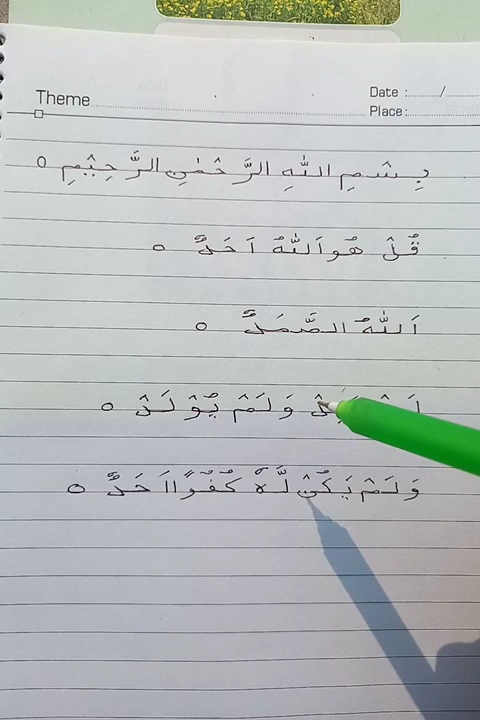 Theme
Date : /
Place:
بِسْمِ اللّٰهِ الرَّحْمٰنِ الرَّحِيْمِ ○
قُلْ هُوَاللّٰهُ اَحَدٌ ○
اَللّٰهُ الصَّمَدُ ○
وَلَمْ يُوْلَدْ ○
وَلَمْ يَكُنْ لَّهٗ كُفُوًا اَحَدٌ ○